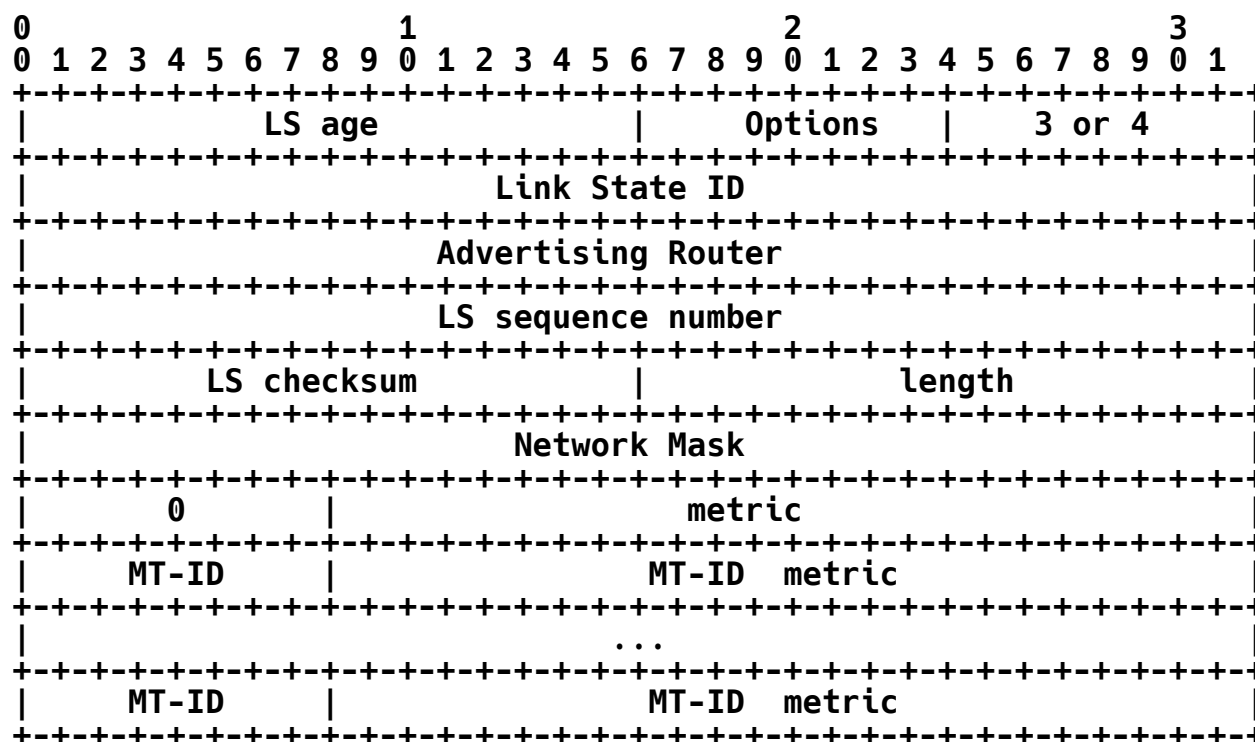 0                   1                   2                   3
0 1 2 3 4 5 6 7 8 9 0 1 2 3 4 5 6 7 8 9 0 1 2 3 4 5 6 7 8 9 0 1
+-+-+-+-+-+-+-+-+-+-+-+-+-+-+-+-+-+-+-+-+-+-+-+-+-+-+-+-+-+-+-+-+
|            LS age             |     Options   |    3 or 4     |
+-+-+-+-+-+-+-+-+-+-+-+-+-+-+-+-+-+-+-+-+-+-+-+-+-+-+-+-+-+-+-+-+
|                        Link State ID                          |
+-+-+-+-+-+-+-+-+-+-+-+-+-+-+-+-+-+-+-+-+-+-+-+-+-+-+-+-+-+-+-+-+
|                     Advertising Router                        |
+-+-+-+-+-+-+-+-+-+-+-+-+-+-+-+-+-+-+-+-+-+-+-+-+-+-+-+-+-+-+-+-+
|                     LS sequence number                        |
+-+-+-+-+-+-+-+-+-+-+-+-+-+-+-+-+-+-+-+-+-+-+-+-+-+-+-+-+-+-+-+-+
|         LS checksum           |             length            |
+-+-+-+-+-+-+-+-+-+-+-+-+-+-+-+-+-+-+-+-+-+-+-+-+-+-+-+-+-+-+-+-+
|                         Network Mask                          |
+-+-+-+-+-+-+-+-+-+-+-+-+-+-+-+-+-+-+-+-+-+-+-+-+-+-+-+-+-+-+-+-+
|       0       |                  metric                       |
+-+-+-+-+-+-+-+-+-+-+-+-+-+-+-+-+-+-+-+-+-+-+-+-+-+-+-+-+-+-+-+-+
|     MT-ID     |                MT-ID  metric                  |
+-+-+-+-+-+-+-+-+-+-+-+-+-+-+-+-+-+-+-+-+-+-+-+-+-+-+-+-+-+-+-+-+
|                              ...                              |
+-+-+-+-+-+-+-+-+-+-+-+-+-+-+-+-+-+-+-+-+-+-+-+-+-+-+-+-+-+-+-+-+
|     MT-ID     |                MT-ID  metric                  |
+-+-+-+-+-+-+-+-+-+-+-+-+-+-+-+-+-+-+-+-+-+-+-+-+-+-+-+-+-+-+-+-+